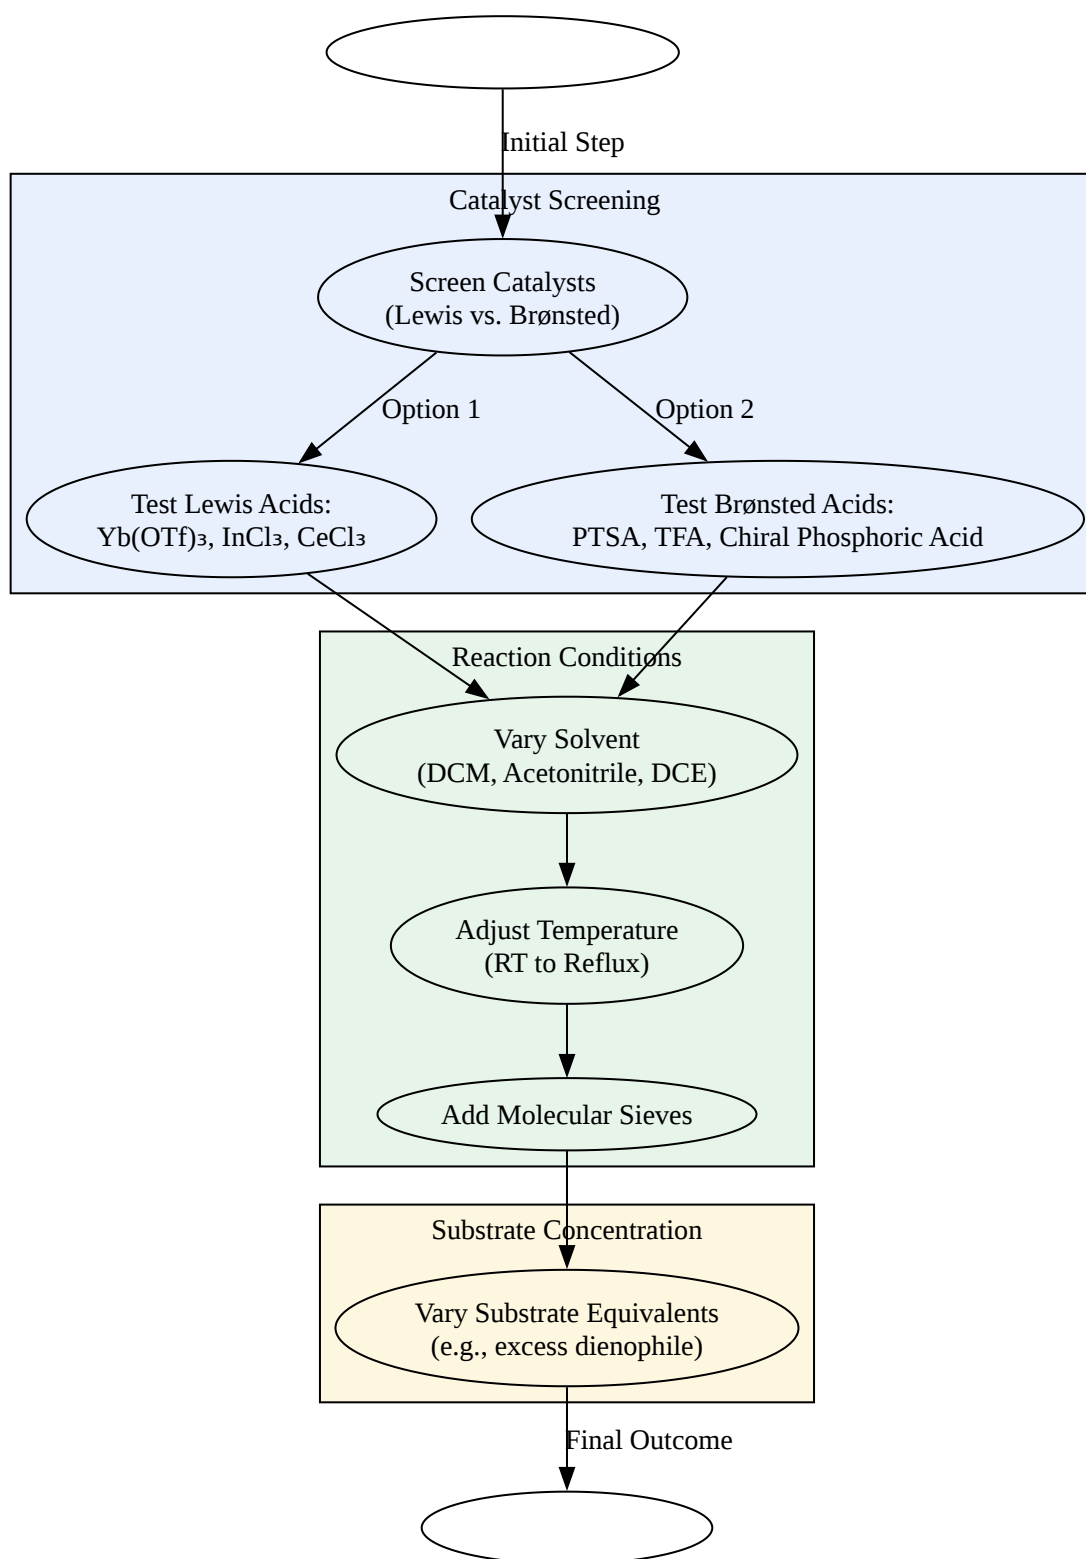 Initial Step
Catalyst Screening
Screen Catalysts
(Lewis vs. Brønsted)
Option 1
Option 2
Test Lewis Acids:
Yb(OTf)₃, InCl₃, CeCl₃
Test Brønsted Acids:
PTSA, TFA, Chiral Phosphoric Acid
Reaction Conditions
Vary Solvent
(DCM, Acetonitrile, DCE)
Adjust Temperature
(RT to Reflux)
Add Molecular Sieves
Substrate Concentration
Vary Substrate Equivalents
(e.g., excess dienophile)
Final Outcome